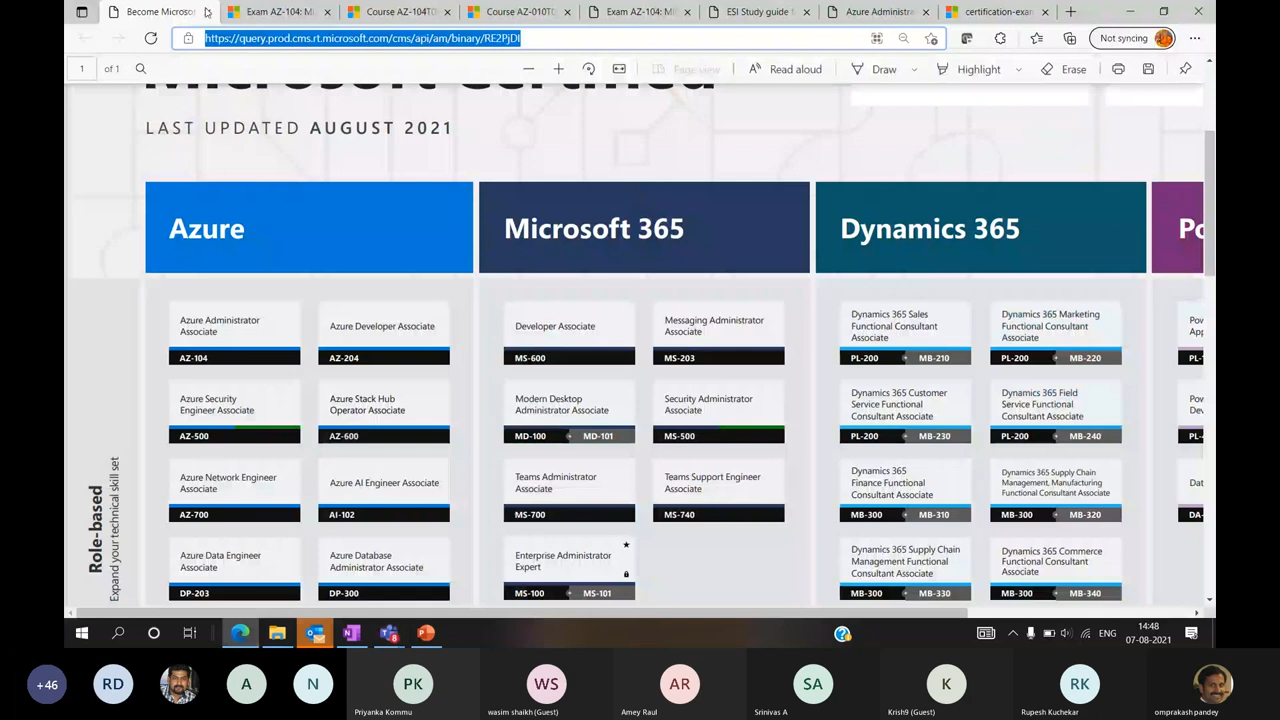 Become Microsof
Exam AZ-104: Mi
Course AZ-104T0
Course AZ-010T0
Exam AZ-104: Mi
ESI Study guide f
Azure Administra
certification-exam
https://query.prod.cms.rt.microsoft.com/cms/api/am/binary/RE2PjDI
Not syncing
1 of 1
Page view
Read aloud
Draw
Highlight
Erase
LAST UPDATED AUGUST 2021
Azure
Microsoft 365
Dynamics 365
Po
Role-based
Expand your technical skill set
Azure Administrator
Associate
AZ-104
Azure Developer Associate
AZ-204
Azure Security
Engineer Associate
AZ-500
Azure Stack Hub
Operator Associate
AZ-600
Azure Network Engineer
Associate
AZ-700
Azure AI Engineer Associate
AI-102
Azure Data Engineer
Associate
DP-203
Azure Database
Administrator Associate
DP-300
Developer Associate
MS-600
Messaging Administrator
Associate
MS-203
Modern Desktop
Administrator Associate
MD-100 MD-101
Security Administrator
Associate
MS-500
Teams Administrator
Associate
MS-700
Teams Support Engineer
Associate
MS-740
Enterprise Administrator
Expert
MS-100 MS-101
Dynamics 365 Sales
Functional Consultant
Associate
PL-200 MB-210
Dynamics 365 Marketing
Functional Consultant
Associate
PL-200 MB-220
Dynamics 365 Customer
Service Functional
Consultant Associate
PL-200 MB-230
Dynamics 365 Field
Service Functional
Consultant Associate
PL-200 MB-240
Dynamics 365
Finance Functional
Consultant Associate
MB-300 MB-310
Dynamics 365 Supply Chain
Management, Manufacturing
Functional Consultant Associate
MB-300 MB-320
Dynamics 365 Supply Chain
Management Functional
Consultant Associate
MB-300 MB-330
Dynamics 365 Commerce
Functional Consultant
Associate
MB-300 MB-340
ENG
14:48
07-08-2021
+46
RD
A
N
PK
Priyanka Kommu
WS
wasim shaikh (Guest)
AR
Amey Raul
SA
Srinivas A
K
Krish9 (Guest)
RK
Rupesh Kuchekar
omprakash pandey